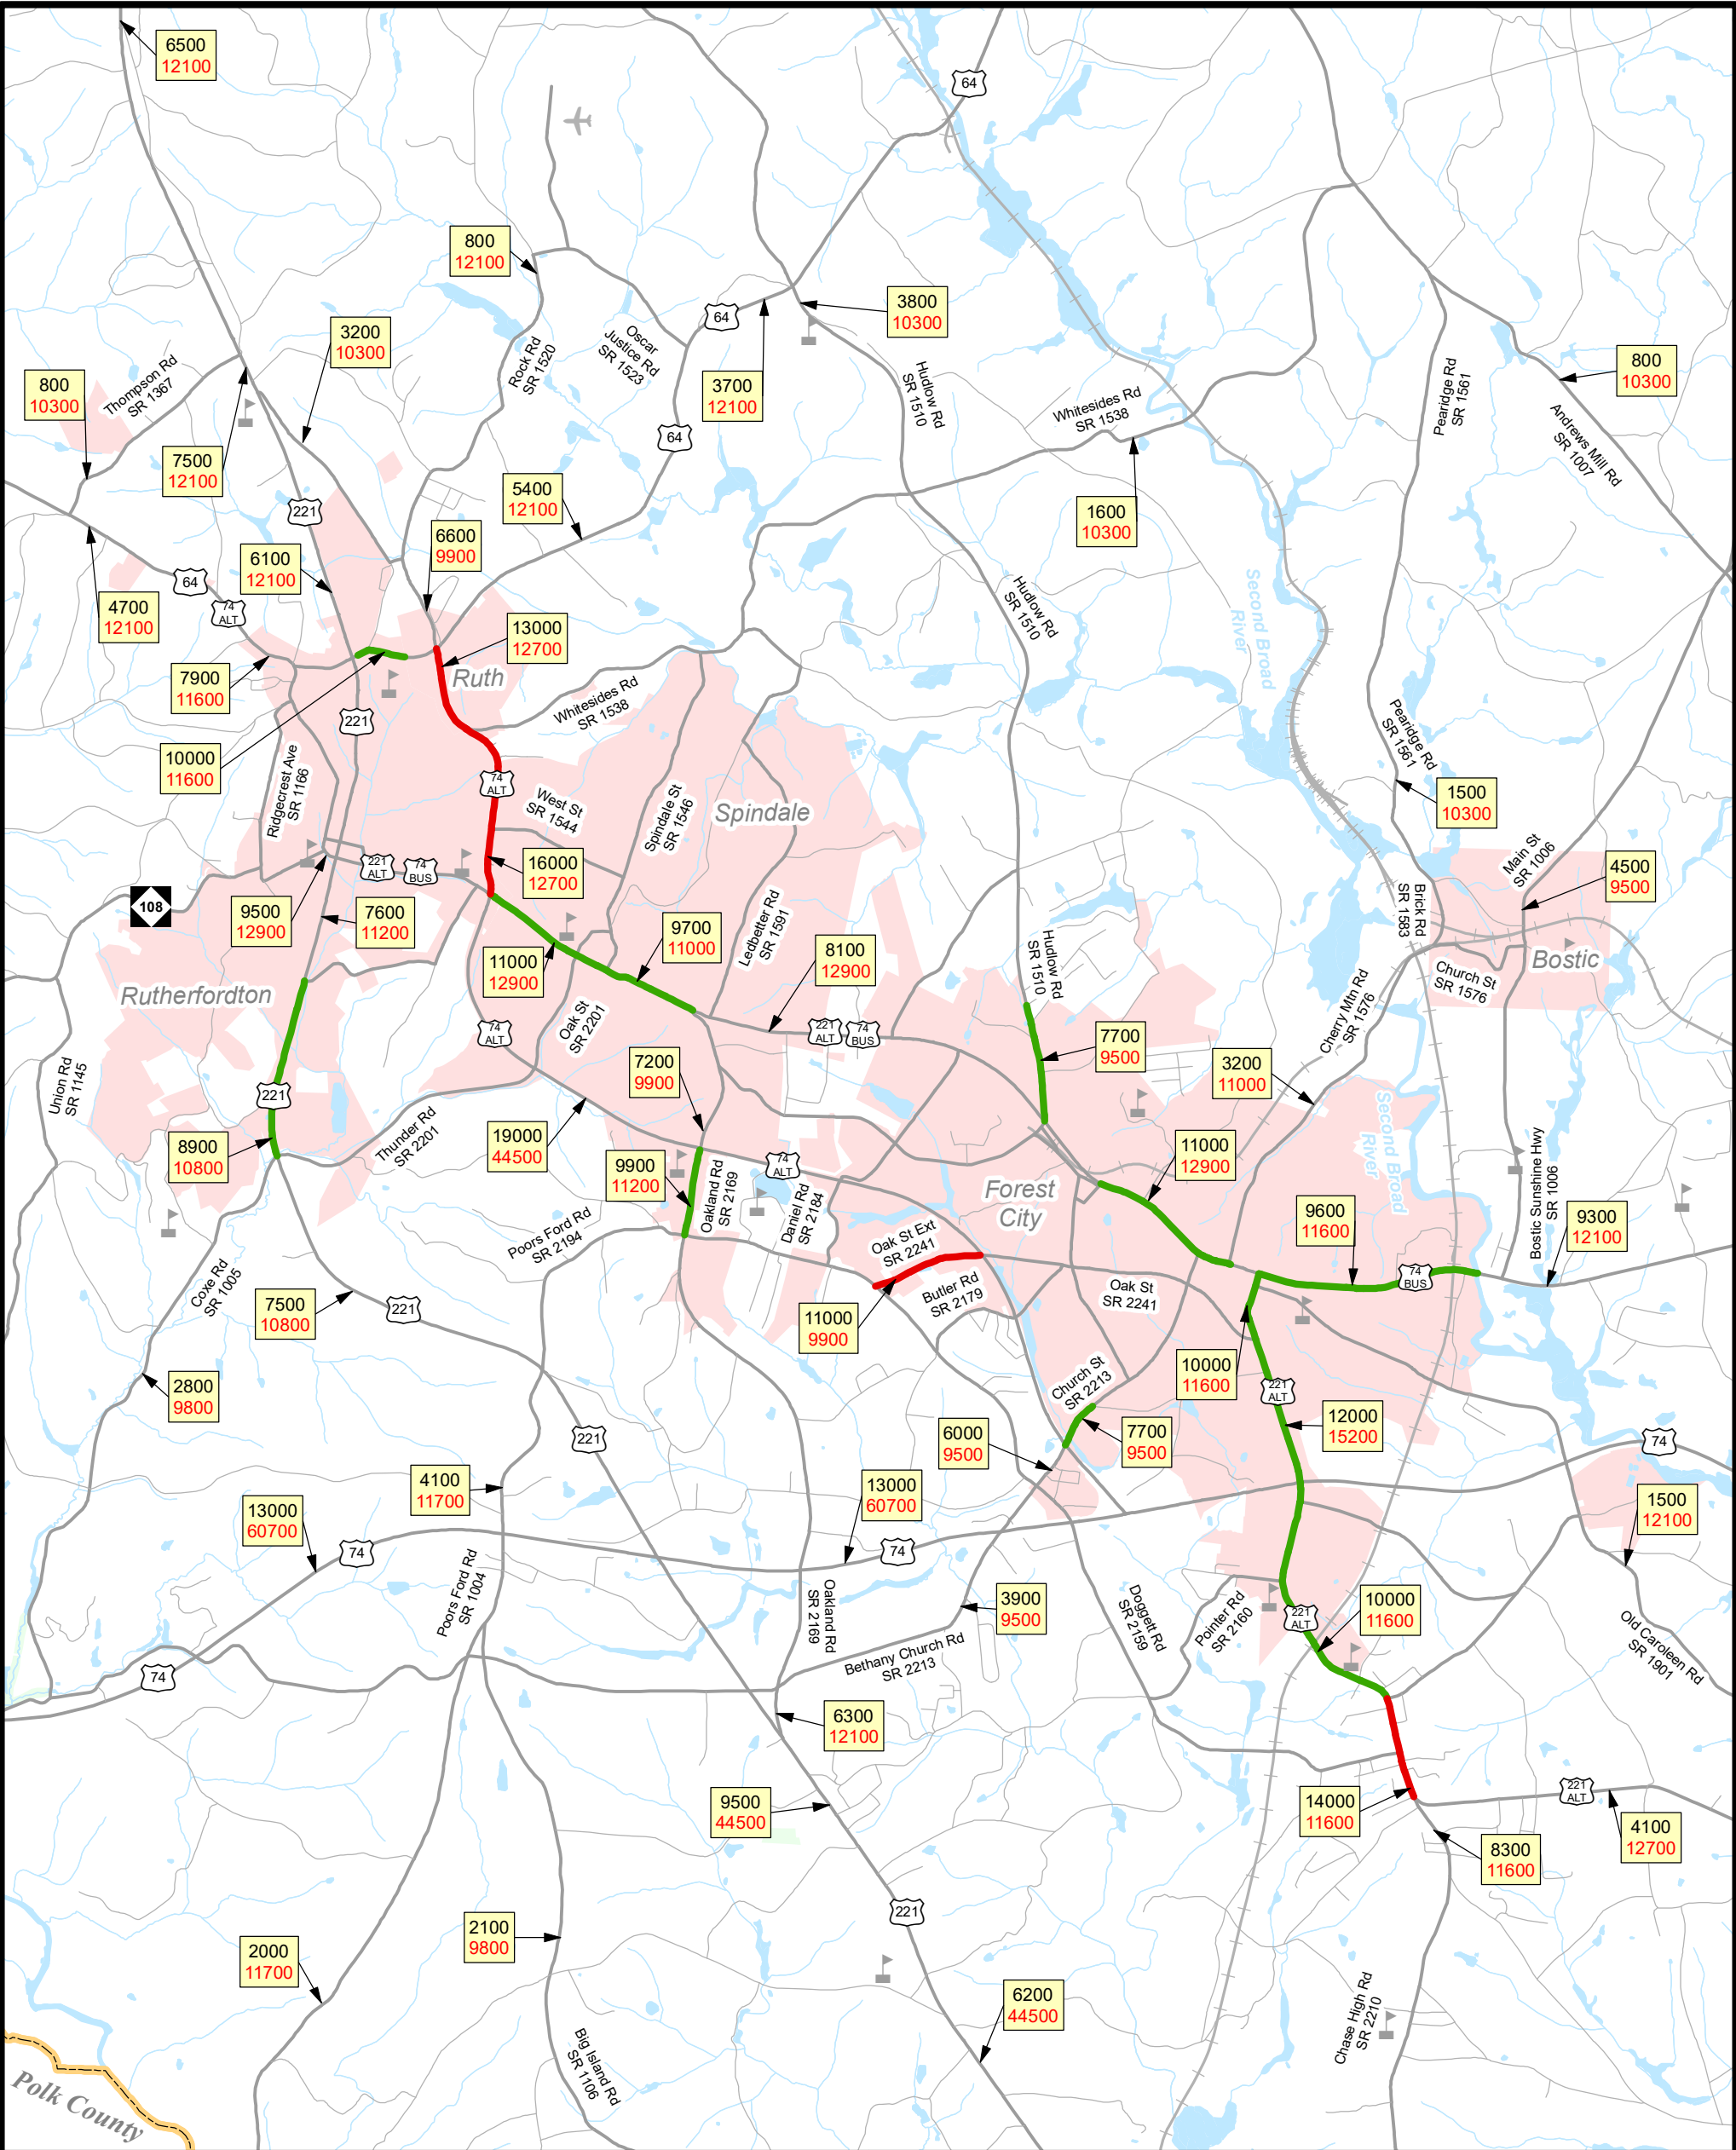 6500
12100
64
800
12100
3800
10300
64
Oscar
Justice Rd
SR 1523
Rock Rd
SR 1520
3200
10300
Thompson Rd
SR 1367
800
10300
3700
12100
Hudlow Rd
SR 1510
Whitesides Rd
SR 1538
Pearidge Rd
SR 1561
800
10300
Andrews Mill Rd
SR 1007
7500
12100
64
221
5400
12100
1600
10300
6600
9900
6100
12100
64
74
ALT
4700
12100
13000
12700
Hudlow Rd
SR 1510
Second Broad
River
7900
11600
Ruth
Whitesides Rd
SR 1538
221
10000
11600
Ridgecrest Ave
SR 1166
74
ALT
West St
SR 1544
Spindale St
SR 1546
Spindale
Pearidge Rd
SR 1561
1500
10300
Main St
SR 1006
4500
9500
221
ALT
74
BUS
16000
12700
108
9500
12900
7600
11200
9700
11000
Ledbetter Rd
SR 1591
8100
12900
Brick Rd
SR 1583
Hudlow Rd
SR 1510
Bostic
Church St
SR 1576
Cherry Mtn Rd
SR 1576
11000
12900
Rutherfordton
Oak St
SR 2201
74
ALT
221
ALT
74
BUS
7700
9500
3200
11000
7200
9900
Union Rd
SR 1145
221
8900
10800
Thunder Rd
SR 2201
19000
44500
9900
11200
Oakland Rd
SR 2169
74
ALT
Daniel Rd
SR 2184
Forest
City
11000
12900
Second Broad
River
Bostic Sunshine Hwy
SR 1006
9600
11600
9300
12100
Poors Ford Rd
SR 2194
Oak St Ext
SR 2241
Butler Rd
SR 2179
Oak St
SR 2241
74
BUS
Coxe Rd
SR 1005
7500
10800
221
11000
9900
10000
11600
2800
9800
Church St
SR 2213
221
ALT
12000
15200
6000
9500
7700
9500
221
74
4100
11700
13000
60700
13000
60700
1500
12100
74
74
Poors Ford Rd
SR 1004
Oakland Rd
SR 2169
3900
9500
Doggett Rd
SR 2159
Pointer Rd
SR 2160
221
ALT
10000
11600
Old Caroleen Rd
SR 1901
Bethany Church Rd
SR 2213
74
6300
12100
9500
44500
14000
11600
221
ALT
4100
12700
8300
11600
221
2100
9800
2000
11700
6200
44500
Chase High Rd
SR 2210
Big Island Rd
SR 1106
Polk County